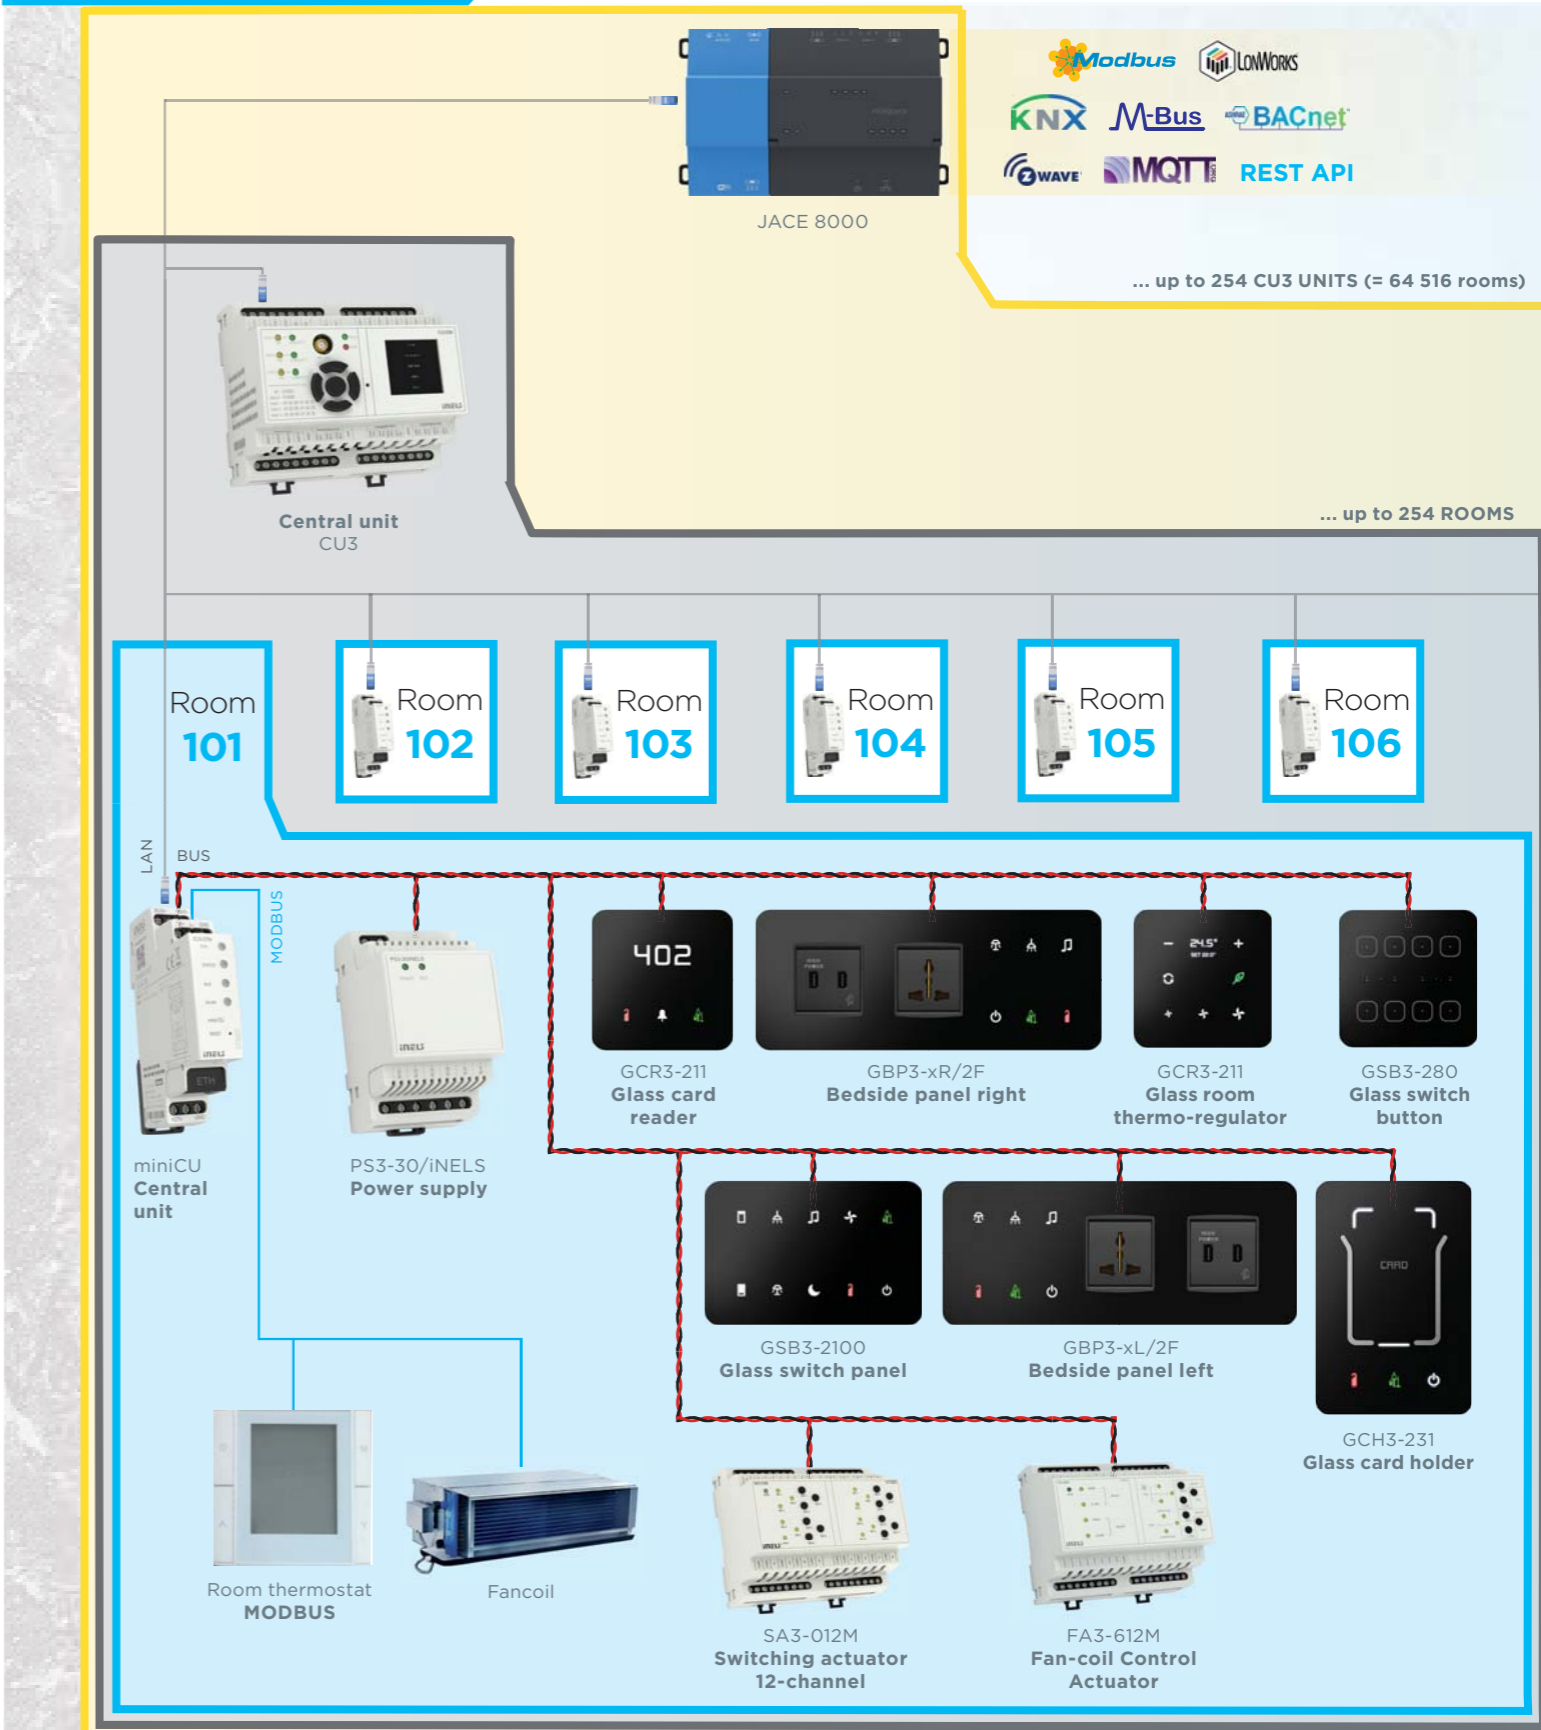 Modbus
LONWORKS
KNX
M-Bus
ASHRAE BACnet
Z WAVE
MQTT
REST API
JACE 8000
... up to 254 CU3 UNITS (= 64 516 rooms)
Central unit
CU3
... up to 254 ROOMS
Room
101
Room
102
Room
103
Room
104
Room
105
Room
106
LAN
BUS
MODBUS
402
24.5°
HIGH
POWER
iNELS
ETH
GCR3-211
Glass card
reader
GBP3-xR/2F
Bedside panel right
GCR3-211
Glass room
thermo-regulator
GSB3-280
Glass switch
button
miniCU
Central
unit
PS3-30/iNELS
Power supply
CARD
GSB3-2100
Glass switch panel
GBP3-xL/2F
Bedside panel left
GCH3-231
Glass card holder
Room thermostat
MODBUS
Fancoil
SA3-012M
Switching actuator
12-channel
FA3-612M
Fan-coil Control
Actuator